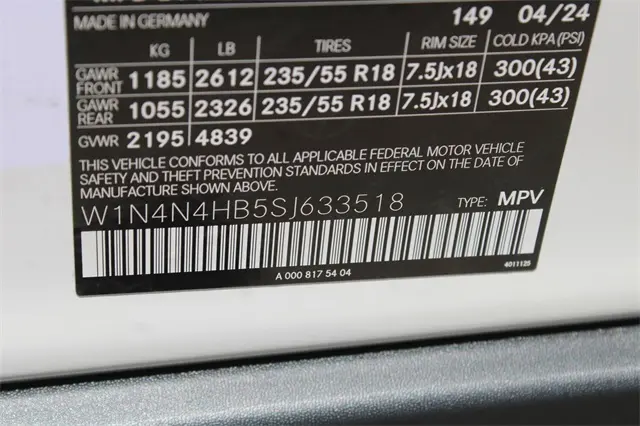 MADE IN GERMANY 149 04/24
KG LB TIRES RIM SIZE COLD KPA(PSI)
GAWR FRONT 1185 2612 235/55 R18 7.5Jx18 300(43)
GAWR REAR 1055 2326 235/55 R18 7.5Jx18 300(43)
GVWR 2195 4839
THIS VEHICLE CONFORMS TO ALL APPLICABLE FEDERAL MOTOR VEHICLE
SAFETY AND THEFT PREVENTION STANDARDS IN EFFECT ON THE DATE OF
MANUFACTURE SHOWN ABOVE.
W1N4N4HB5SJ633518 TYPE: MPV
A 000 817 54 04 4011125